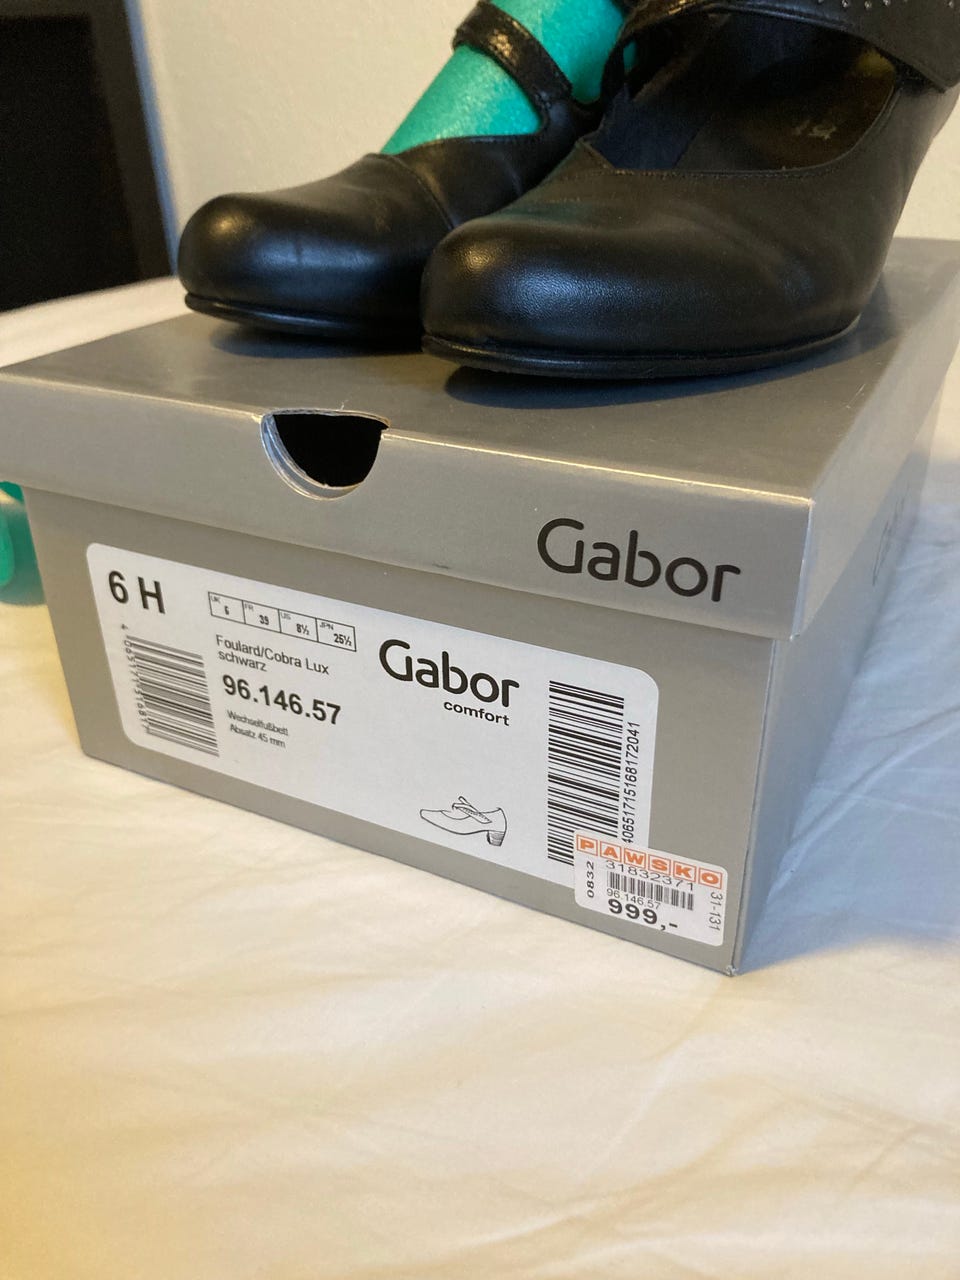 Gabor
6 H
UK 6 FR 39 US 8½ JPN 25½
Foulard/Cobra Lux
schwarz
96.146.57
Wechselfußbett
Absatz 45 mm
Gabor
comfort
4065171516817204 1
PAWSKO
31832371
0832
96.146.57
999,-
31-131